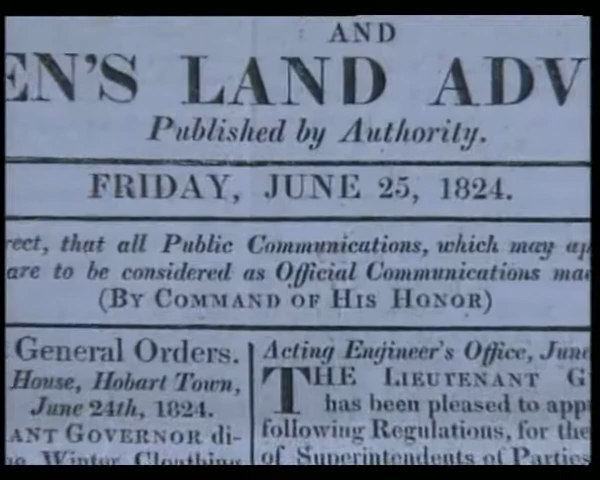 AND
EN'S LAND ADV
Published by Authority.
FRIDAY, JUNE 25, 1824.
rect, that all Public Communications, which may ap
are to be considered as Official Communications mad
(BY COMMAND OF HIS HONOR)
General Orders.
House, Hobart Town,
June 24th, 1824.
ANT GOVERNOR di-
Winter Clothing
Acting Engineer's Office, June
THE LIEUTENANT G
has been pleased to app
following Regulations, for the
of Superintendents of Parties